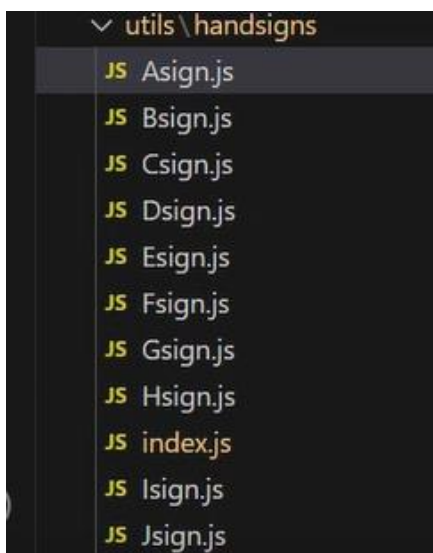 utils\handsigns
JS Asign.js
JS Bsign.js
JS Csign.js
JS Dsign.js
JS Esign.js
JS Fsign.js
JS Gsign.js
JS Hsign.js
JS index.js
JS Isign.js
JS Jsign.js